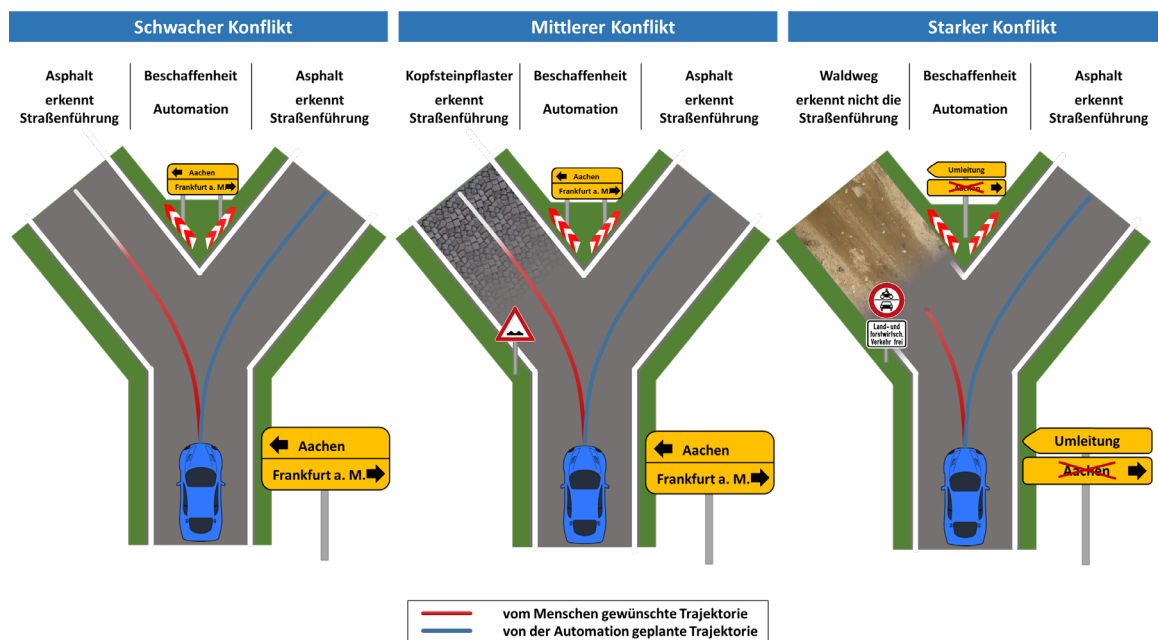 Schwacher Konflikt
Asphalt
erkennt
Straßenführung
Beschaffenheit
Automation
Asphalt
erkennt
Straßenführung
Aachen
Frankfurt a. M.
Aachen
Frankfurt a. M.
Mittlerer Konflikt
Kopfsteinpflaster
erkennt
Straßenführung
Beschaffenheit
Automation
Asphalt
erkennt
Straßenführung
Aachen
Frankfurt a. M.
Aachen
Frankfurt a. M.
Starker Konflikt
Waldweg
erkennt nicht die
Straßenführung
Beschaffenheit
Automation
Asphalt
erkennt
Straßenführung
Umleitung
Aachen
Land- und
forstwirtsch.
Verkehr frei
Umleitung
Aachen
vom Menschen gewünschte Trajektorie
von der Automation geplante Trajektorie